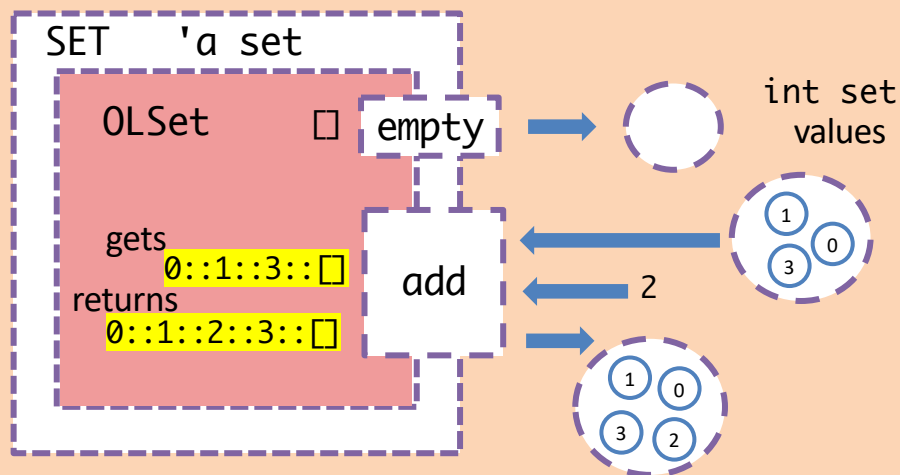 SET 'a set
OLSet [] empty
int set
values
gets
0::1::3::[]
returns
0::1::2::3::[]
add
1
0
3
2
1
0
3
2